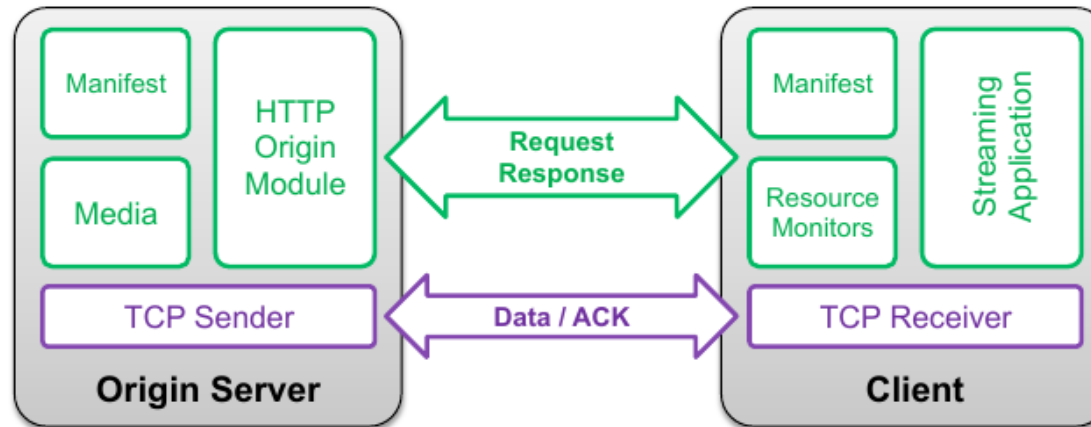 Manifest
HTTP
Origin
Module
Media
TCP Sender
Origin Server
Request
Response
Data / ACK
Manifest
Resource
Monitors
Streaming
Application
TCP Receiver
Client